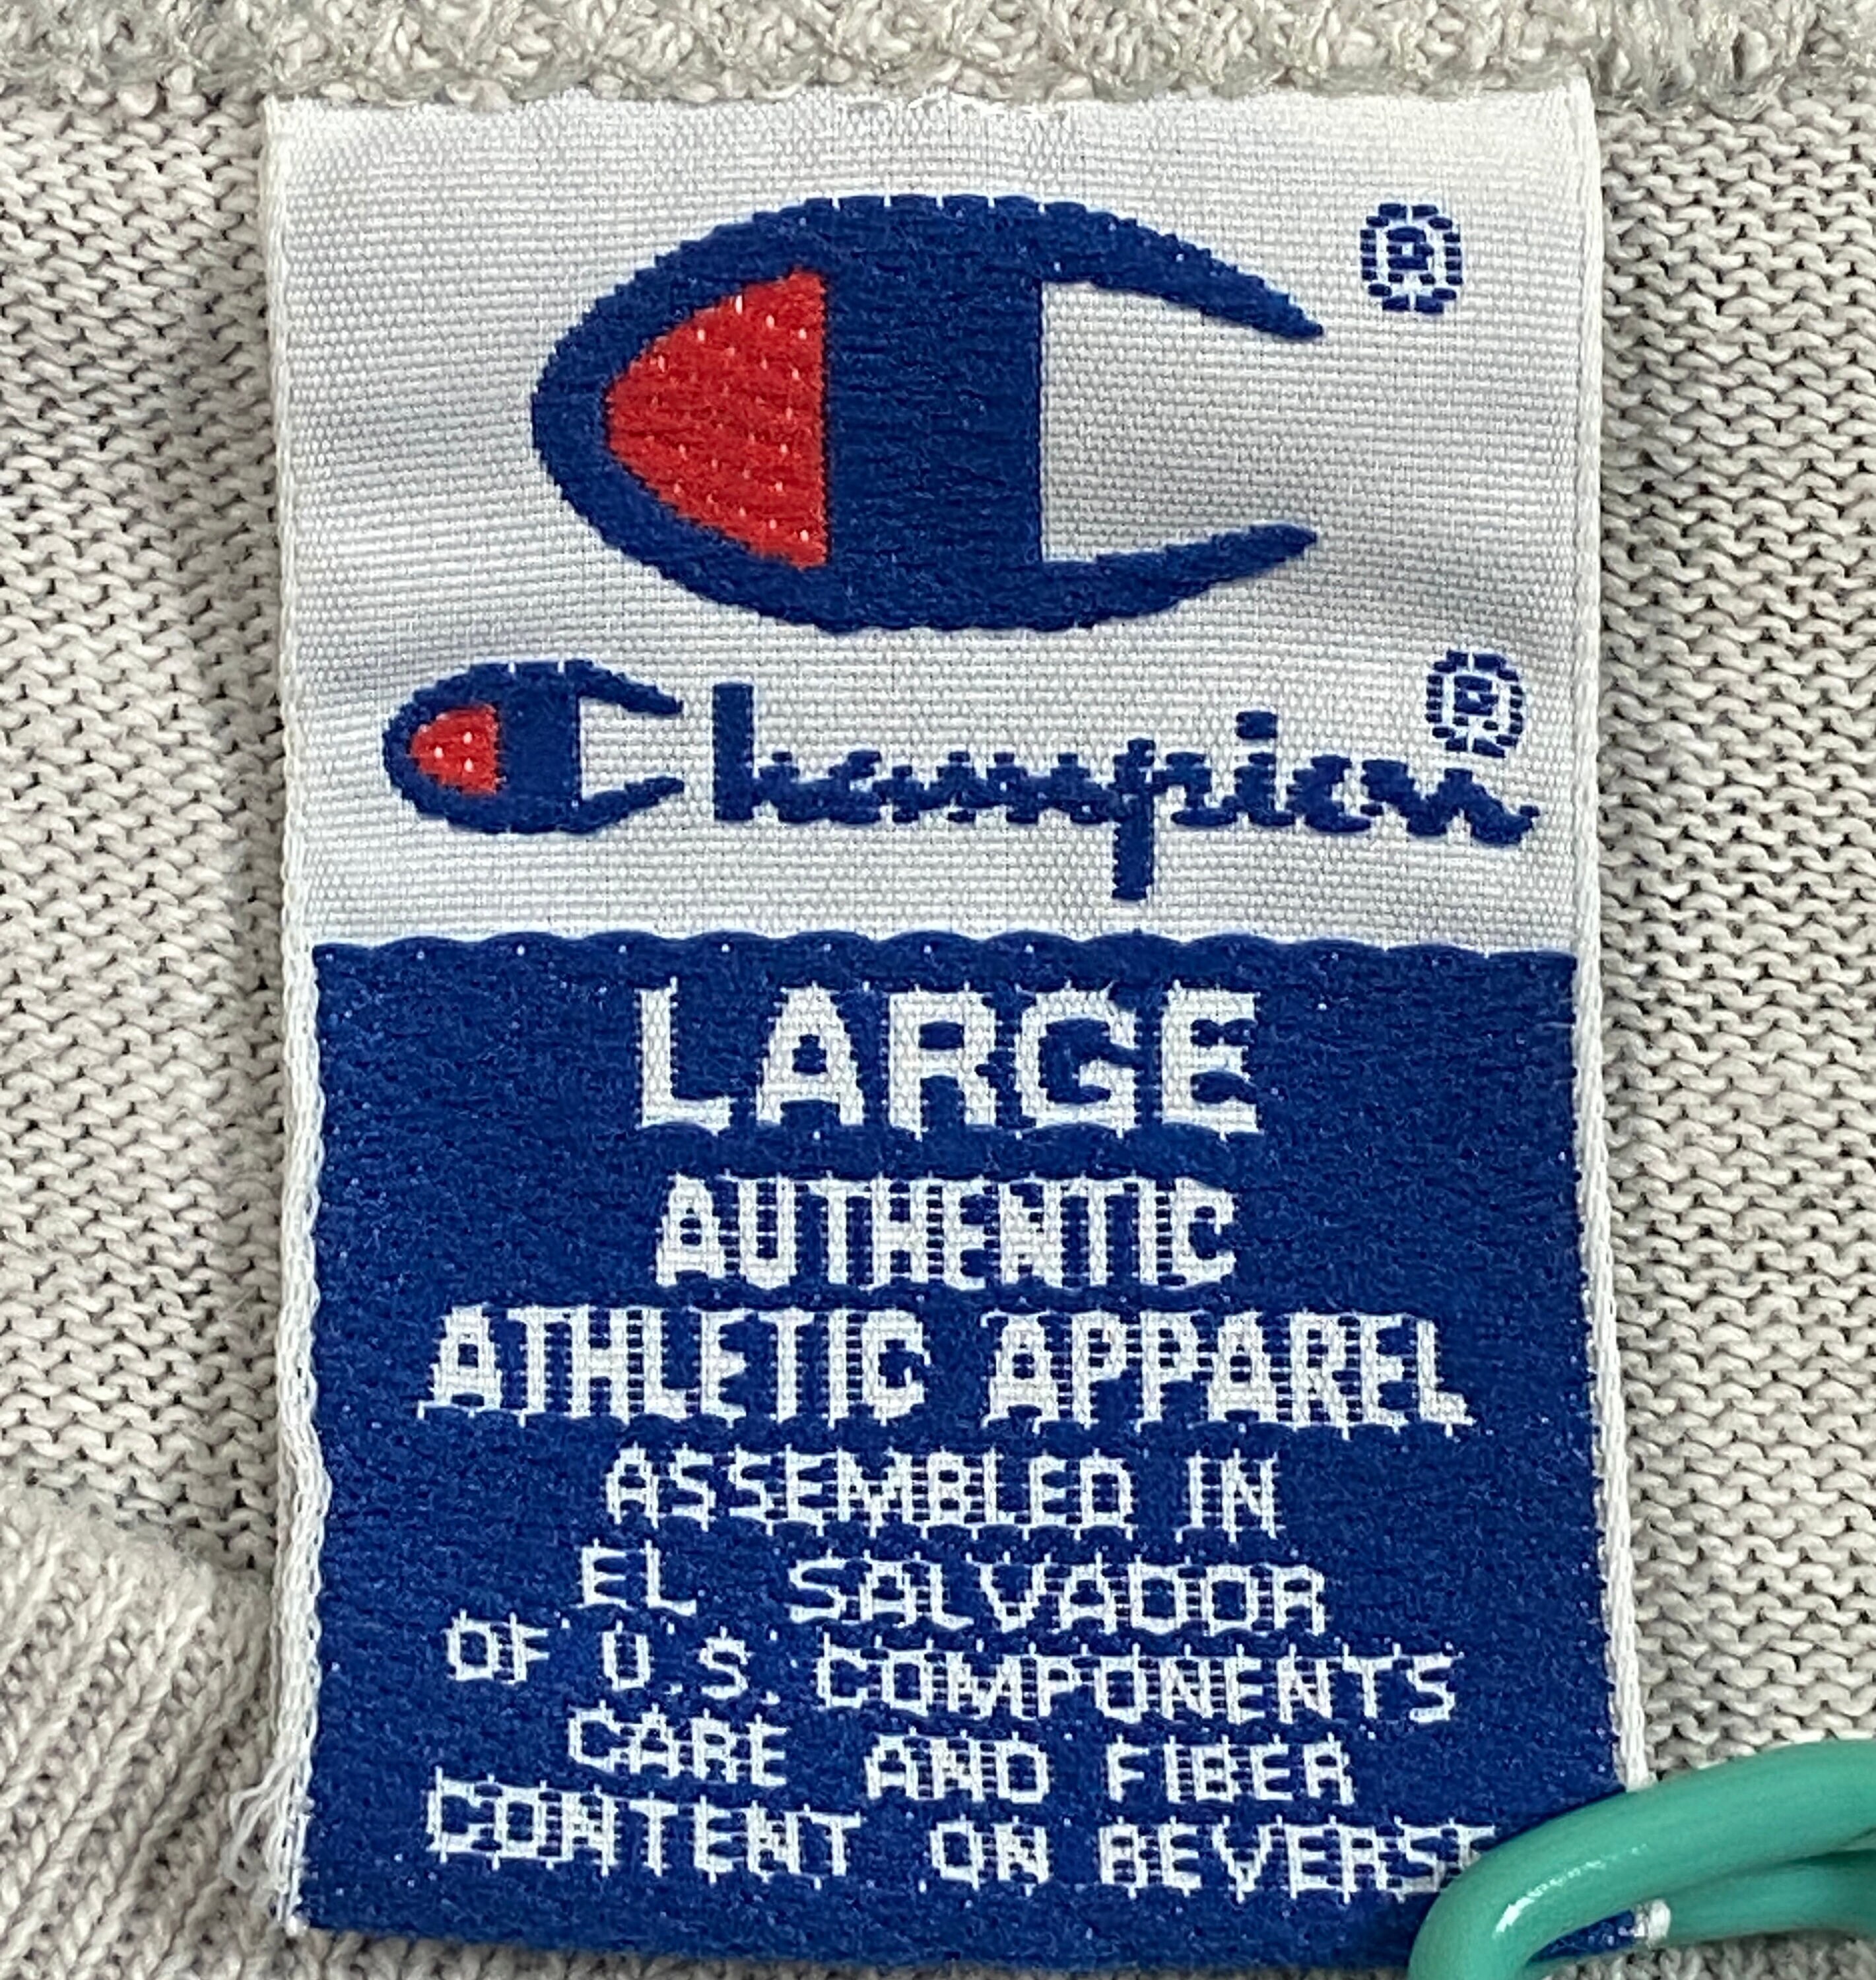 ®
Champion®
LARGE
AUTHENTIC
ATHLETIC APPAREL
ASSEMBLED IN
EL SALVADOR
OF U.S. COMPONENTS
CARE AND FIBER
CONTENT ON REVERSE